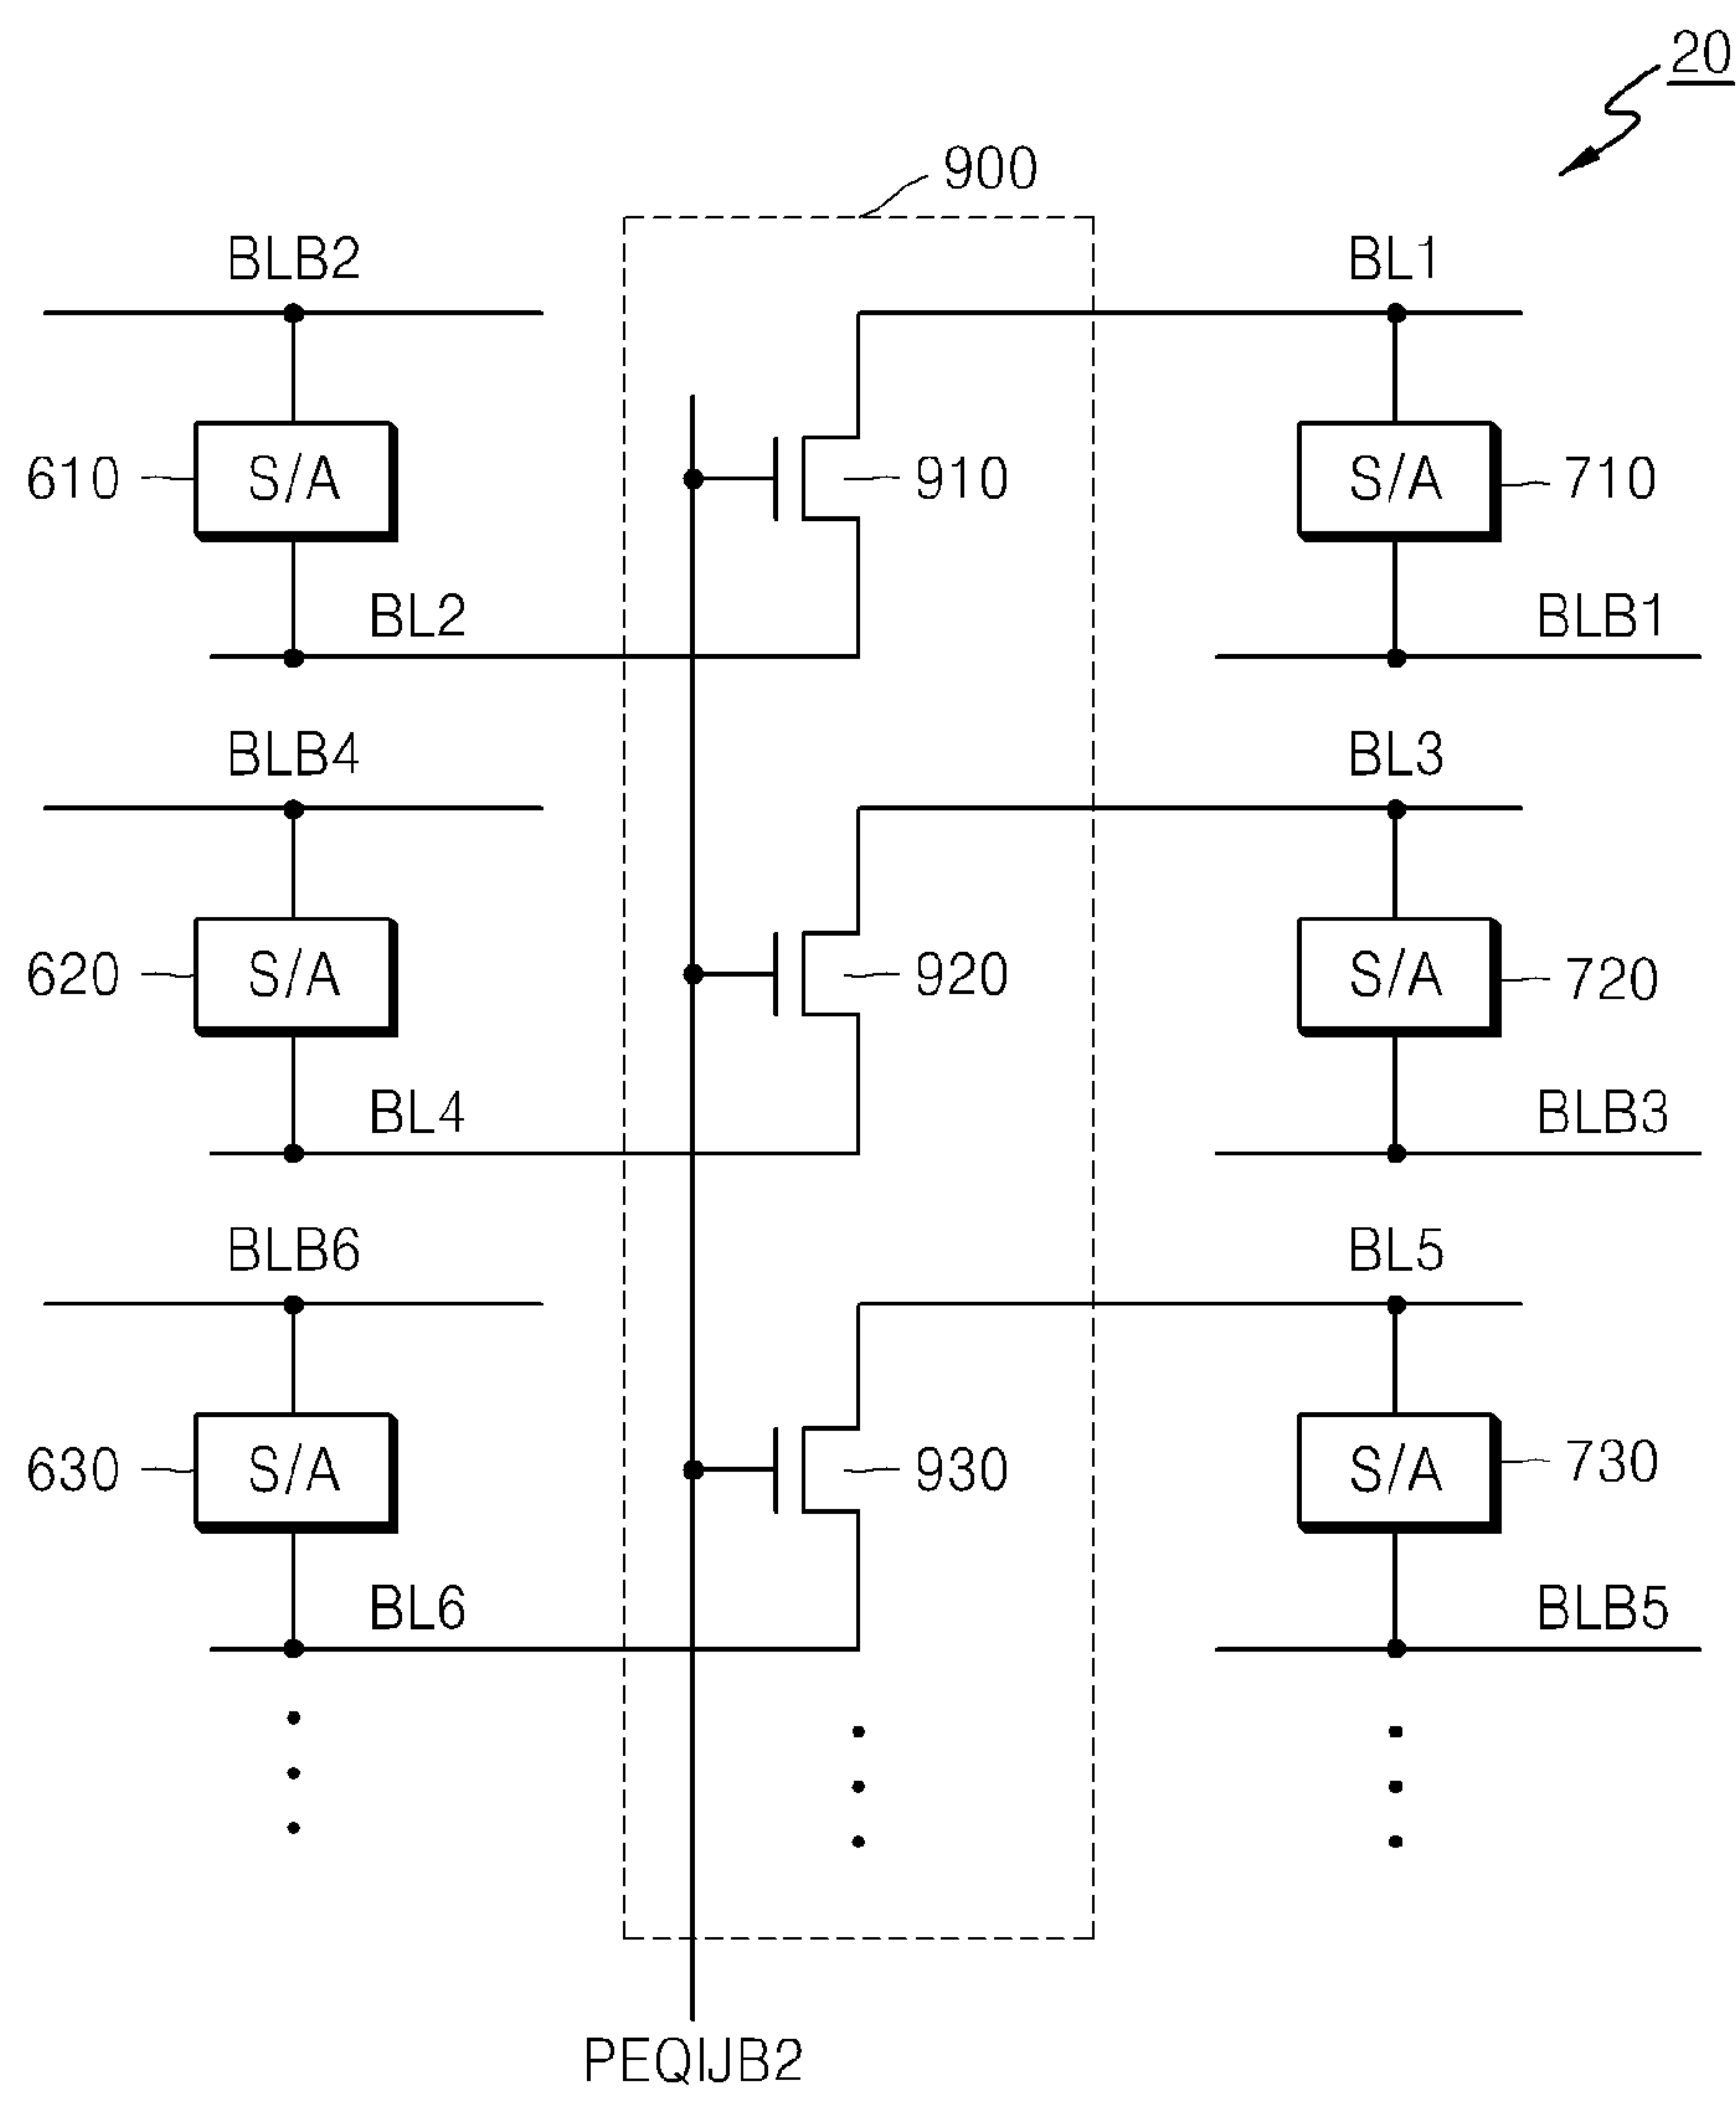 20
900
BLB2
BL1
610
S/A
910
S/A
710
BL2
BLB1
BLB4
BL3
620
S/A
920
S/A
720
BL4
BLB3
BLB6
BL5
630
S/A
930
S/A
730
BL6
BLB5
PEQIJB2